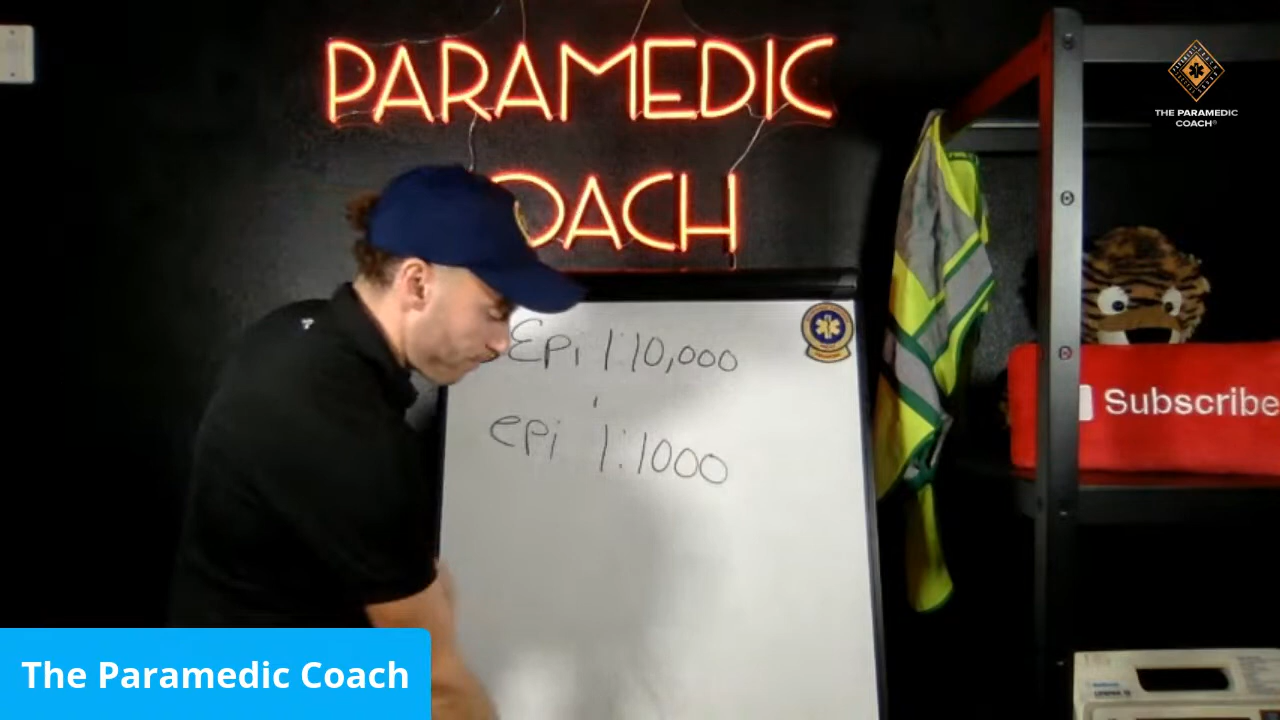 PARAMEDIC
COACH
THE PARAMEDIC
COACH®
Epi 1:10,000
epi 1:1000
Subscribe
The Paramedic Coach